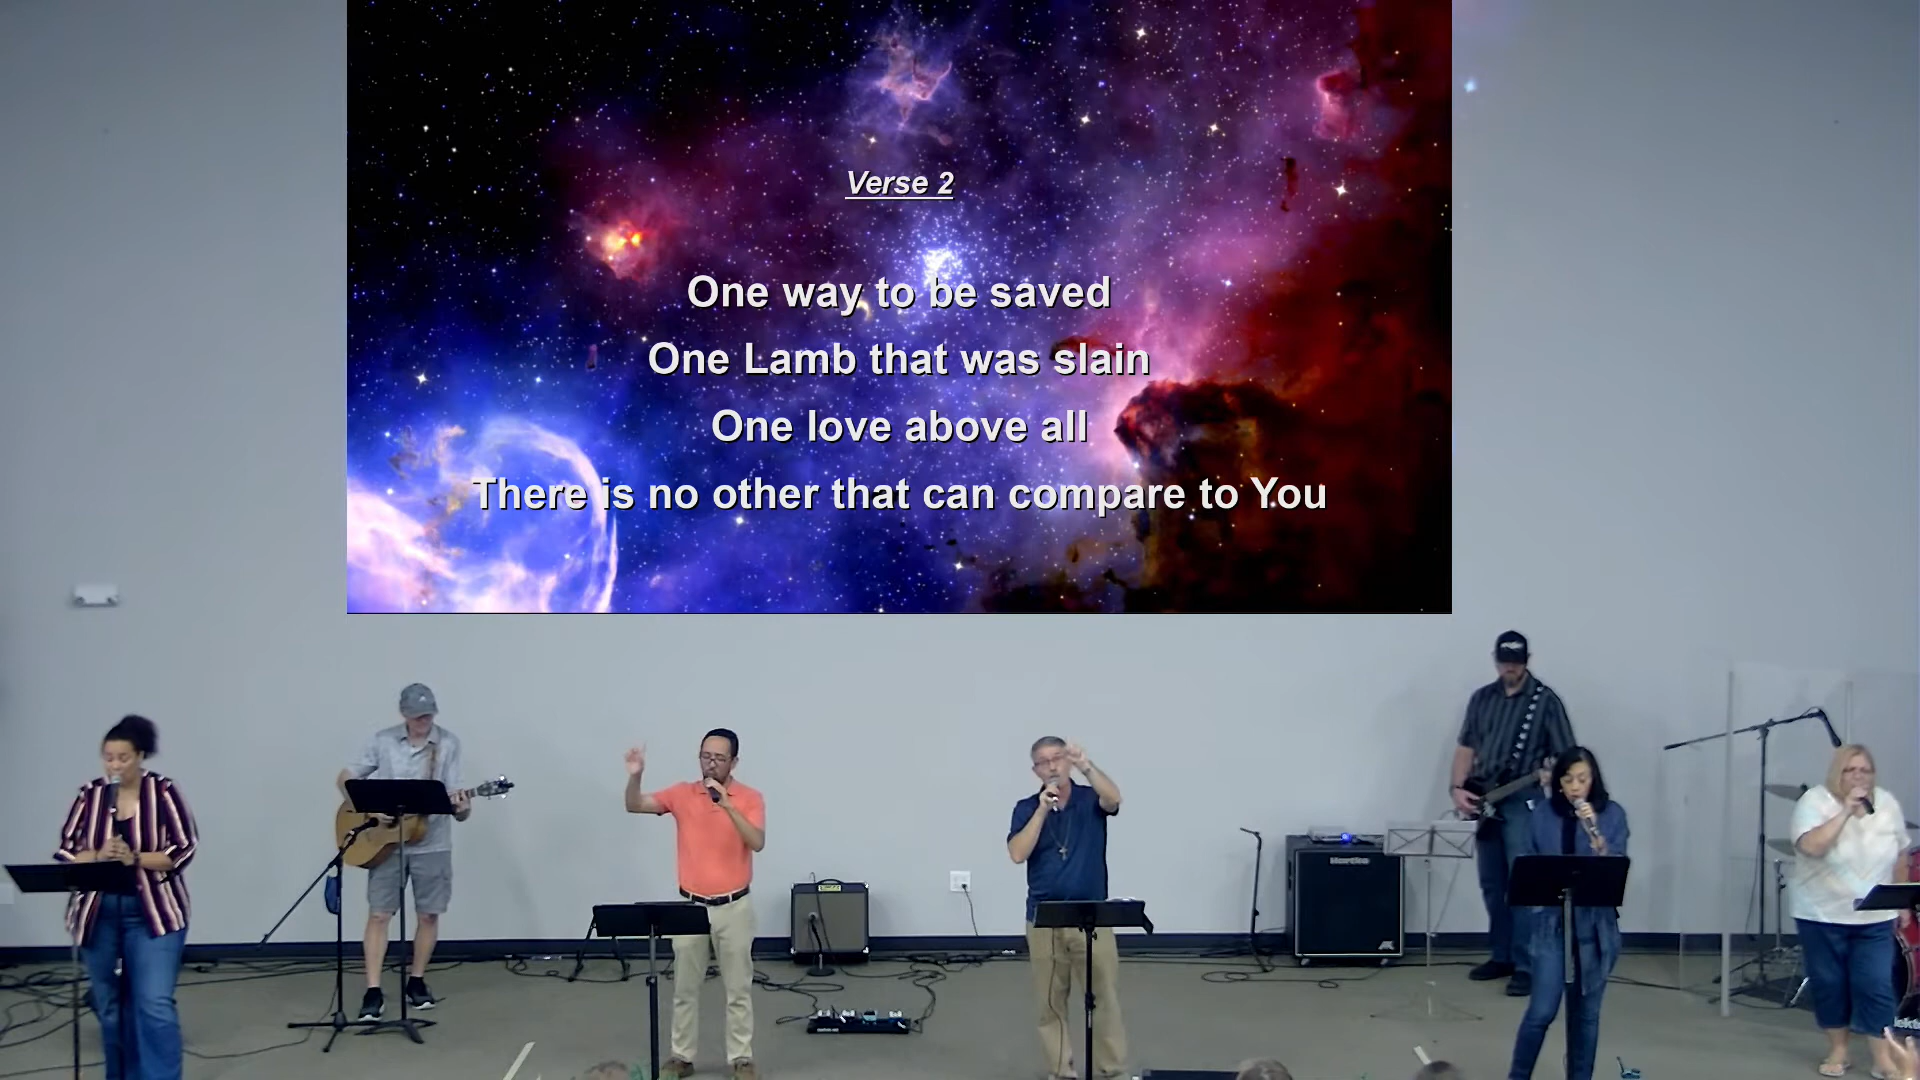 Verse 2
One way to be saved
One Lamb that was slain
One love above all
There is no other that can compare to You
Hartke